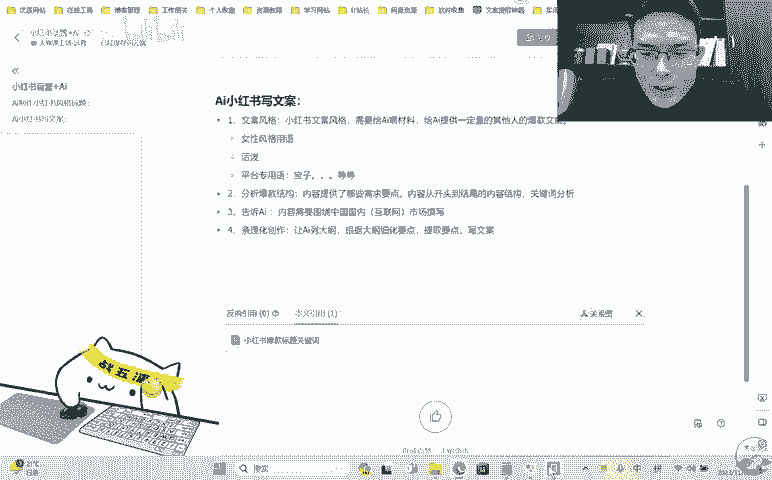 优质网站 在线工具 博客管理 工作相关 个人收藏 资源教程 学习网站 IT站长 网盘资源 软件收集 文案提取神器
小红书运营+Ai
Ai制作小红书风格标题:
Ai小红书写文案:
Ai小红书写文案:
1、文案风格:小红书文案风格,需要给Ai喂材料,给Ai提供一定量的其他人的爆款文案。
女性风格用语
活泼
平台专用语:宝子。。。等等
2、分析爆款结构:内容提供了哪些需求要点,内容从开头到结尾的内容结构,关键词分析
3、告诉Ai :内容需要围绕中国国内(互联网)市场撰写
4、条理化创作:让Ai列大纲,根据大纲细化要点,提取要点,写文案
反向引用 (0) 本文引用 (1) 关系图
小红书爆款标题关键词
搜索